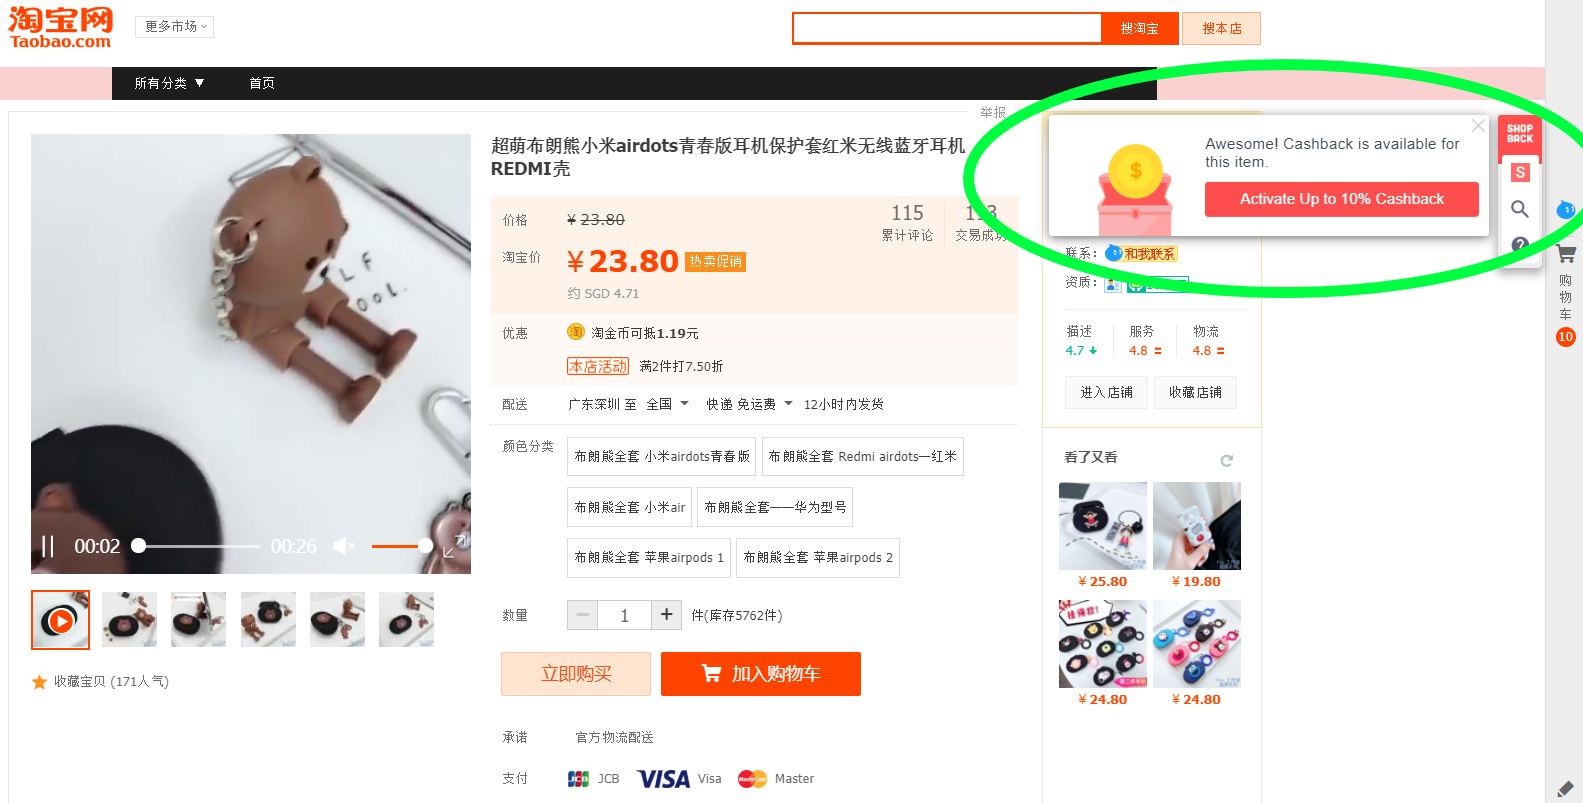 淘宝网
Taobao.com
更多市场
搜淘宝
搜本店
所有分类
首页
举报
超萌布朗熊小米airdots青春版耳机保护套红米无线蓝牙耳机
REDMI壳
价格
¥ 23.80
115
累计评论
113
交易成功
淘宝价
¥ 23.80
热卖促销
约 SGD 4.71
优惠
淘
淘金币可抵1.19元
本店活动
满2件打7.50折
配送
广东深圳 至 全国
快递 免运费
12小时内发货
颜色分类
布朗熊全套 小米airdots青春版
布朗熊全套 Redmi airdots—红米
布朗熊全套 小米air
布朗熊全套——华为型号
布朗熊全套 苹果airpods 1
布朗熊全套 苹果airpods 2
数量
1
件(库存5762件)
立即购买
加入购物车
承诺
官方物流配送
支付
JCB
JCB
VISA
Visa
MasterCard
Master
OOL.
00:02
00:26
收藏宝贝 (171人气)
Awesome! Cashback is available for
this item.
$
Activate Up to 10% Cashback
SHOP
BACK
S
?
联系：
和我联系
资质：
描述
服务
物流
4.7
4.8
4.8
进入店铺
收藏店铺
看了又看
¥ 25.80
¥ 19.80
挂绳款!
¥ 24.80
¥ 24.80
购
物
车
10